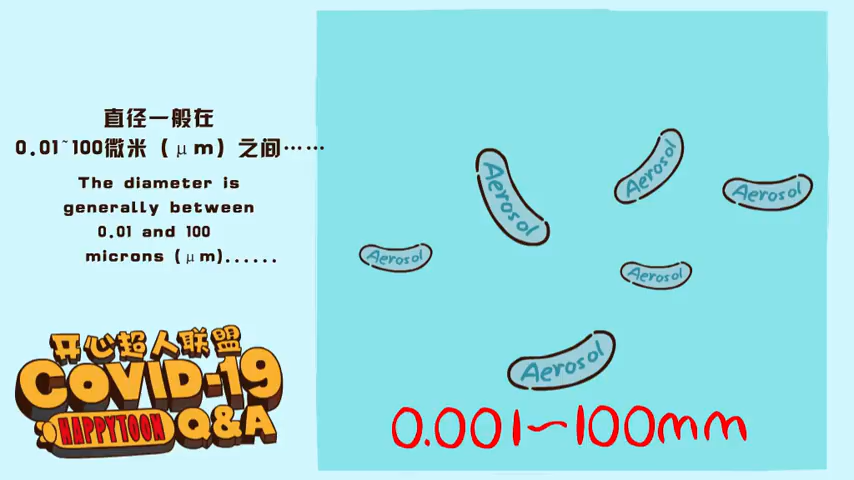 直径一般在
0.01~100微米（μm）之间……
The diameter is
generally between
0.01 and 100
microns (μm)......
开心超人联盟
COVID-19
HAPPYTOON
Q&A
Aerosol
Aerosol
Aerosol
Aerosol
Aerosol
Aerosol
0.001~100mm